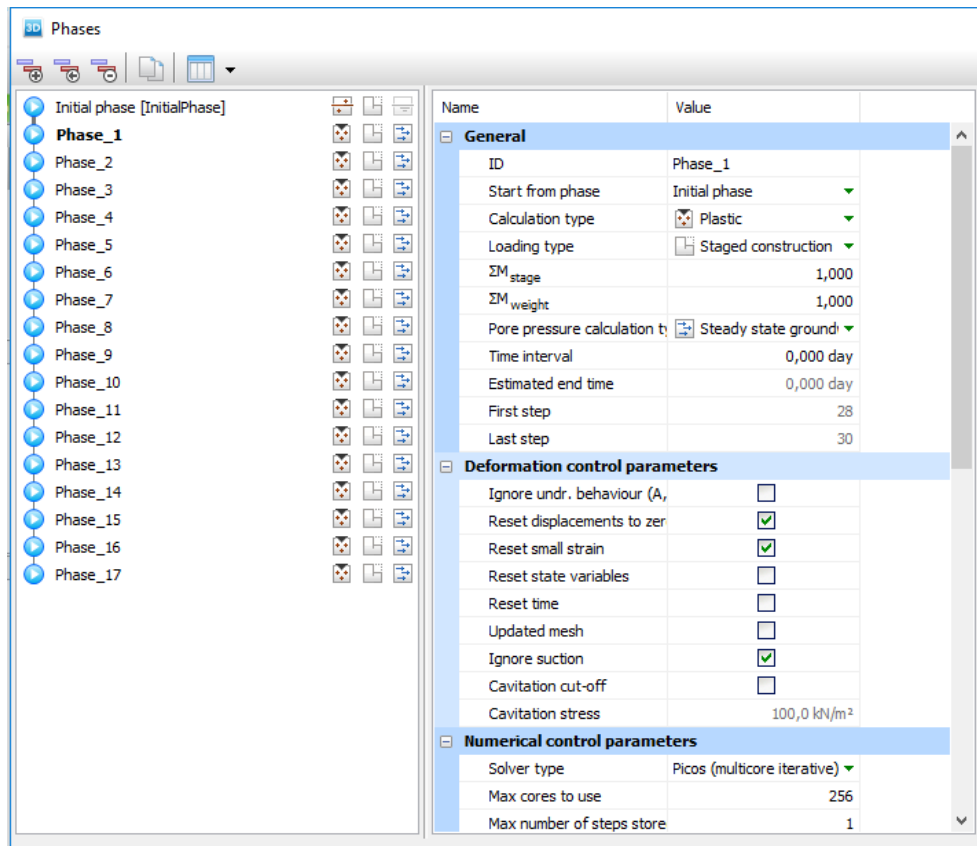 3D Phases
Initial phase [InitialPhase]
Phase_1
Phase_2
Phase_3
Phase_4
Phase_5
Phase_6
Phase_7
Phase_8
Phase_9
Phase_10
Phase_11
Phase_12
Phase_13
Phase_14
Phase_15
Phase_16
Phase_17
Name Value
General
ID Phase_1
Start from phase Initial phase
Calculation type Plastic
Loading type Staged construction
ΣM stage 1,000
ΣM weight 1,000
Pore pressure calculation ty Steady state ground
Time interval 0,000 day
Estimated end time 0,000 day
First step 28
Last step 30
Deformation control parameters
Ignore undr. behaviour (A,
Reset displacements to zer
Reset small strain
Reset state variables
Reset time
Updated mesh
Ignore suction
Cavitation cut-off
Cavitation stress 100,0 kN/m²
Numerical control parameters
Solver type Picos (multicore iterative)
Max cores to use 256
Max number of steps store 1